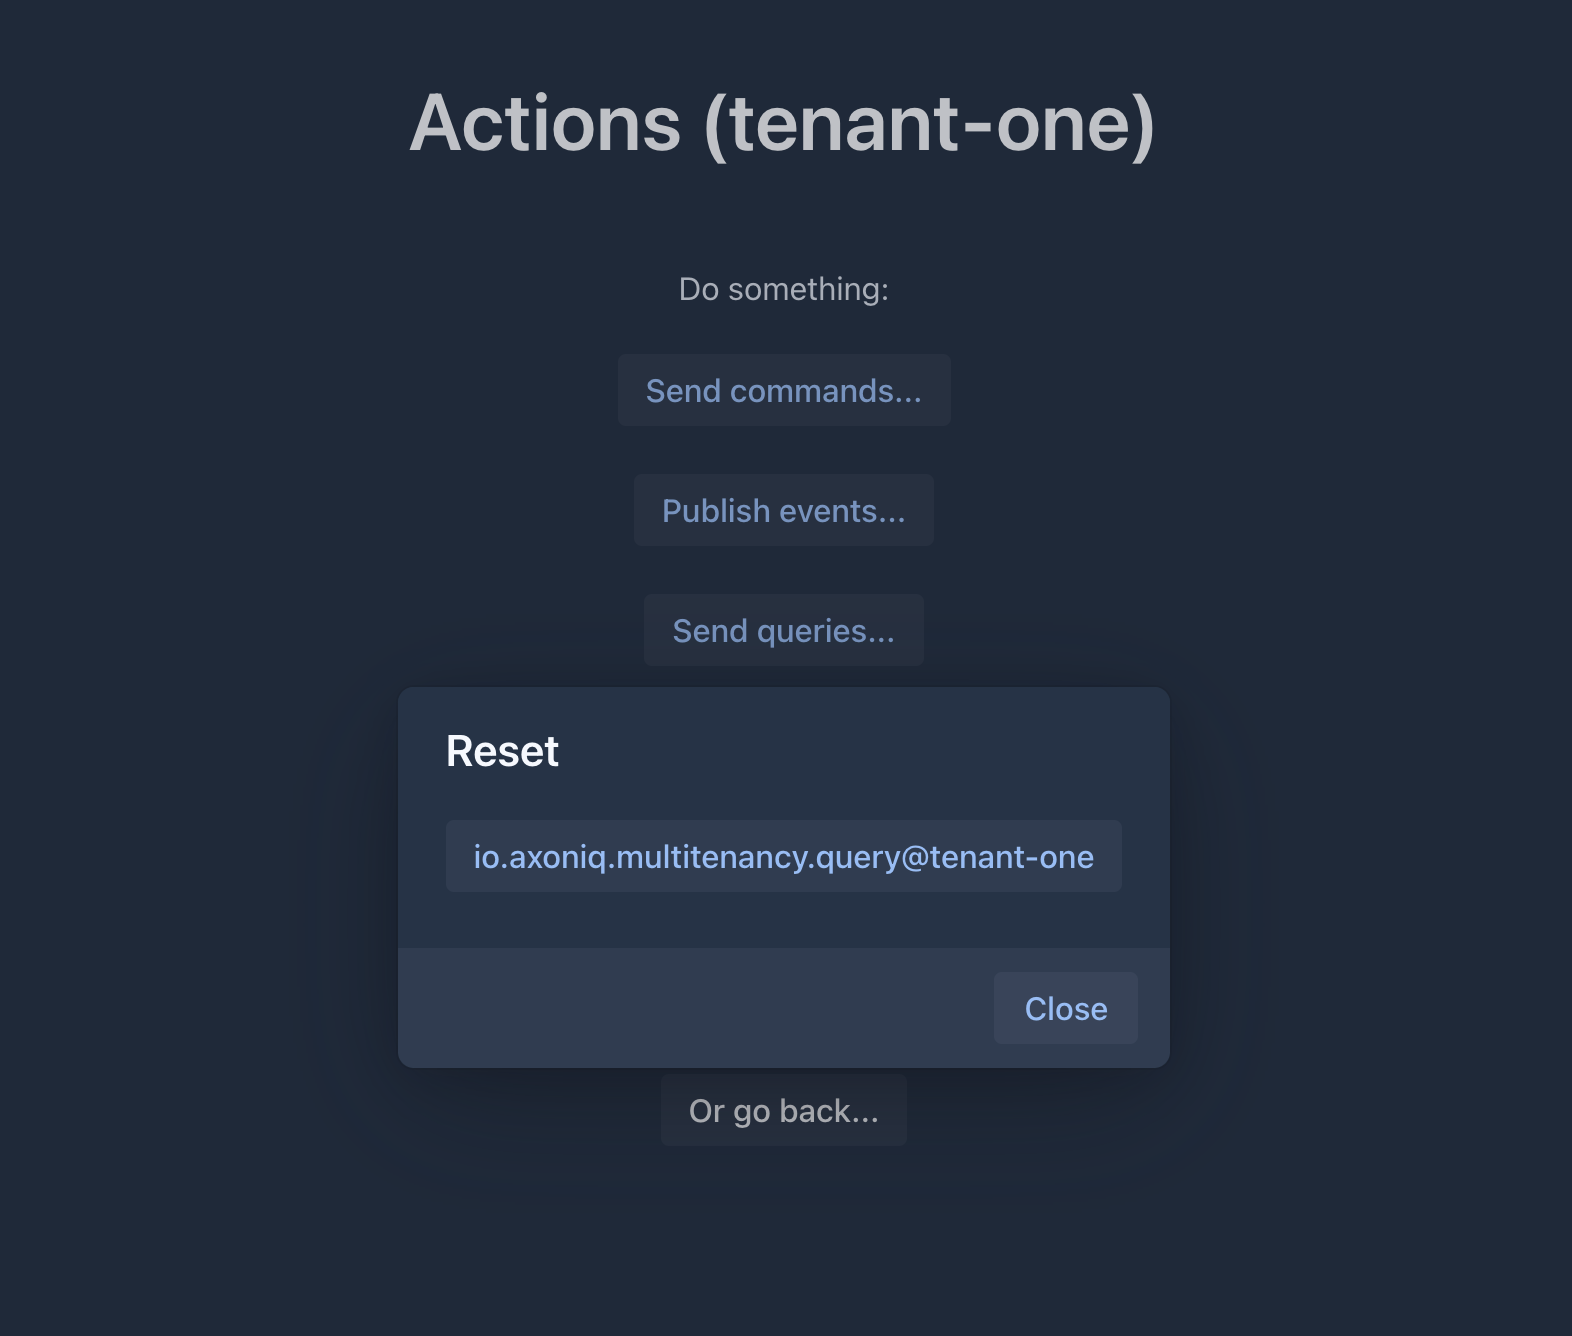 Actions (tenant-one)
Do something:
Send commands...
Publish events...
Send queries...
Reset
io.axoniq.multitenancy.query@tenant-one
Close
Or go back...